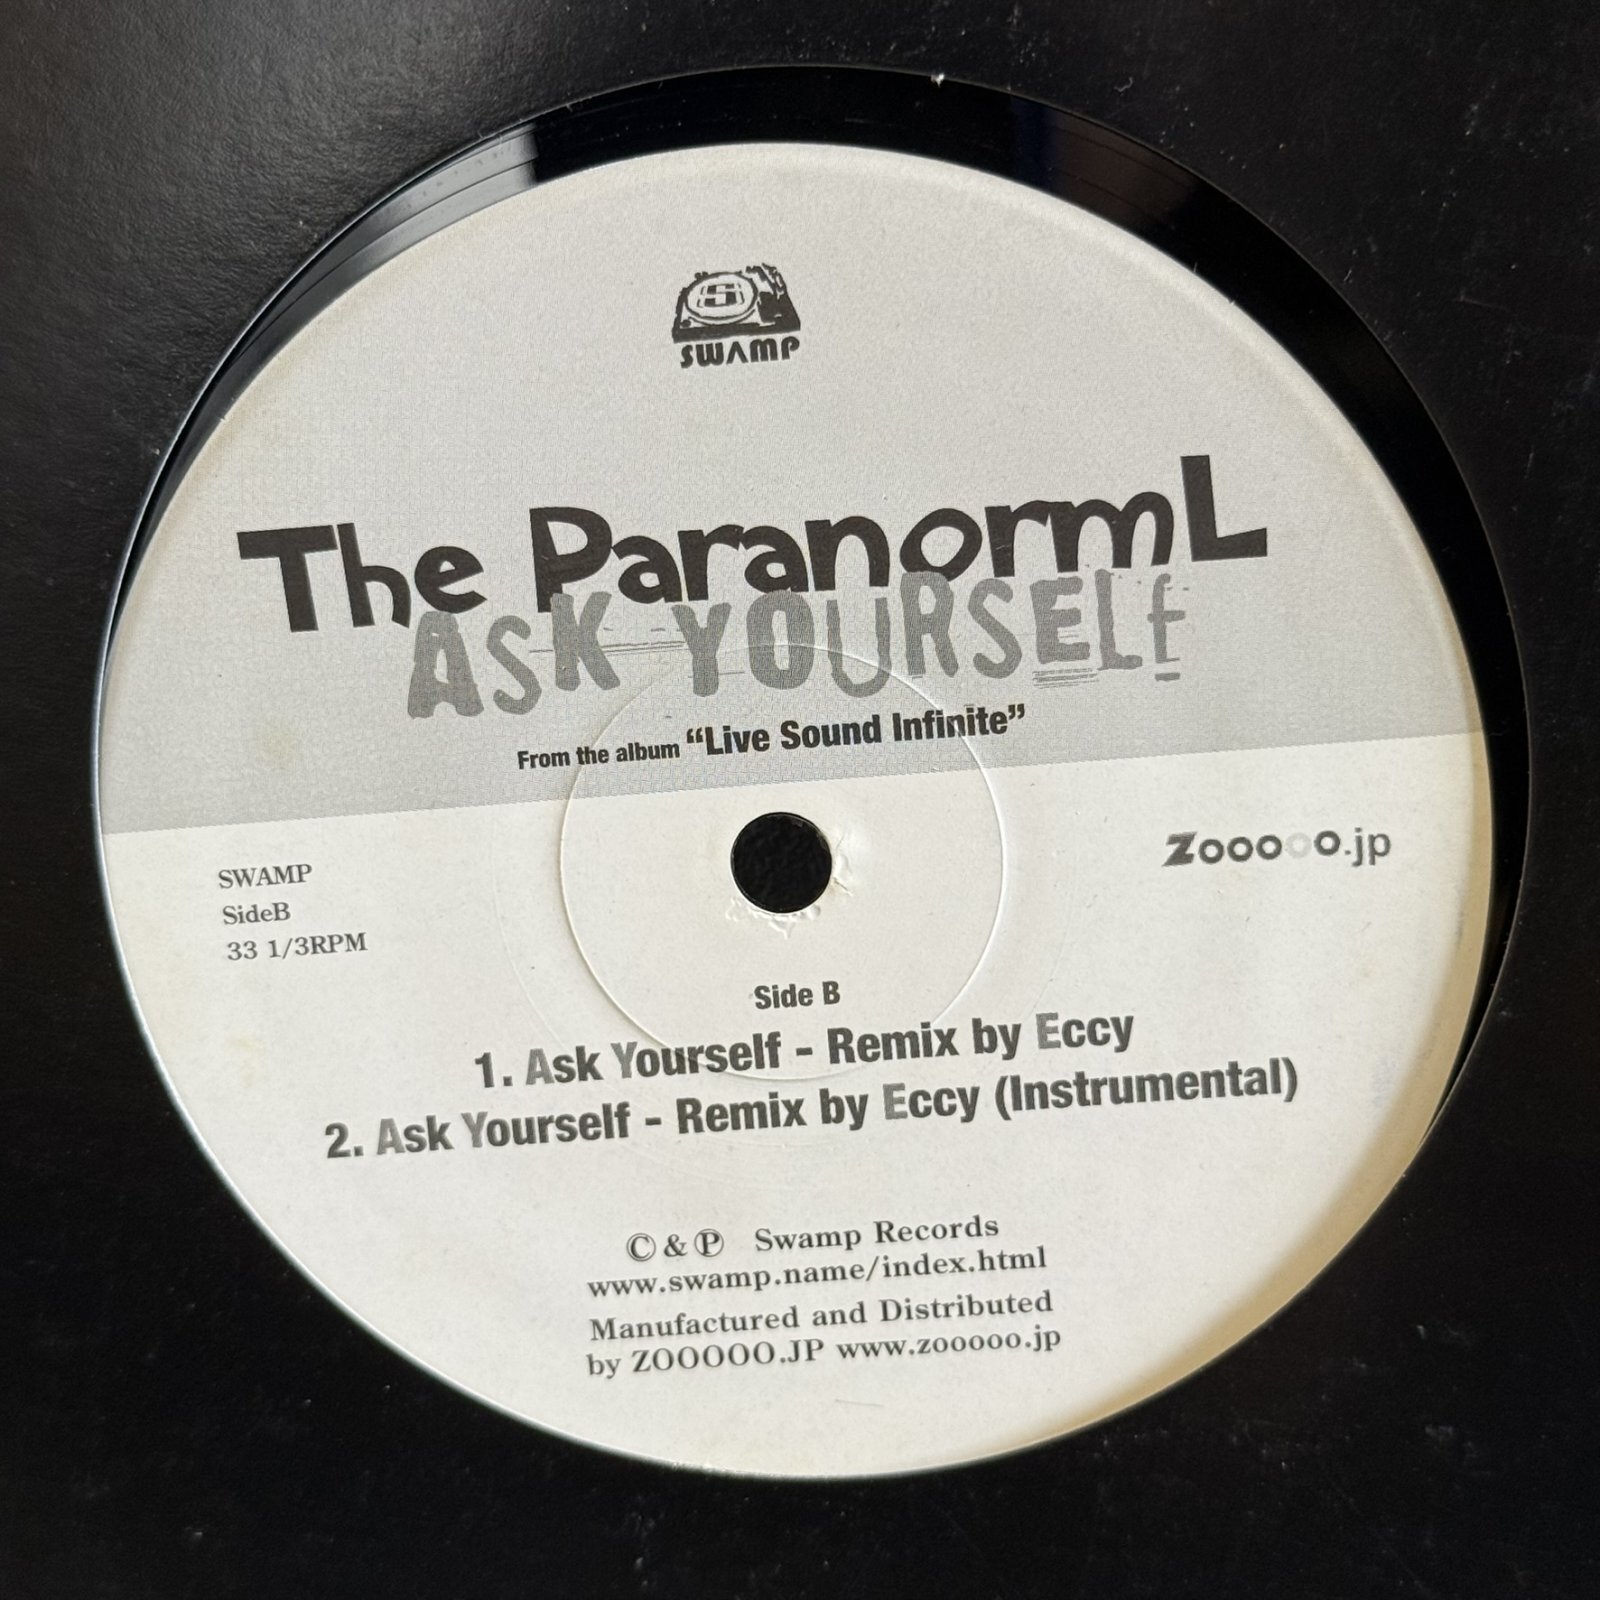 S
SWAMP
The ParanormL
ASK YOURSELF
From the album "Live Sound Infinite"
Zooooo.jp
SWAMP
SideB
33 1/3RPM
Side B
1. Ask Yourself - Remix by Eccy
2. Ask Yourself - Remix by Eccy (Instrumental)
© & ℗ Swamp Records
www.swamp.name/index.html
Manufactured and Distributed
by ZOOOOO.JP www.zooooo.jp